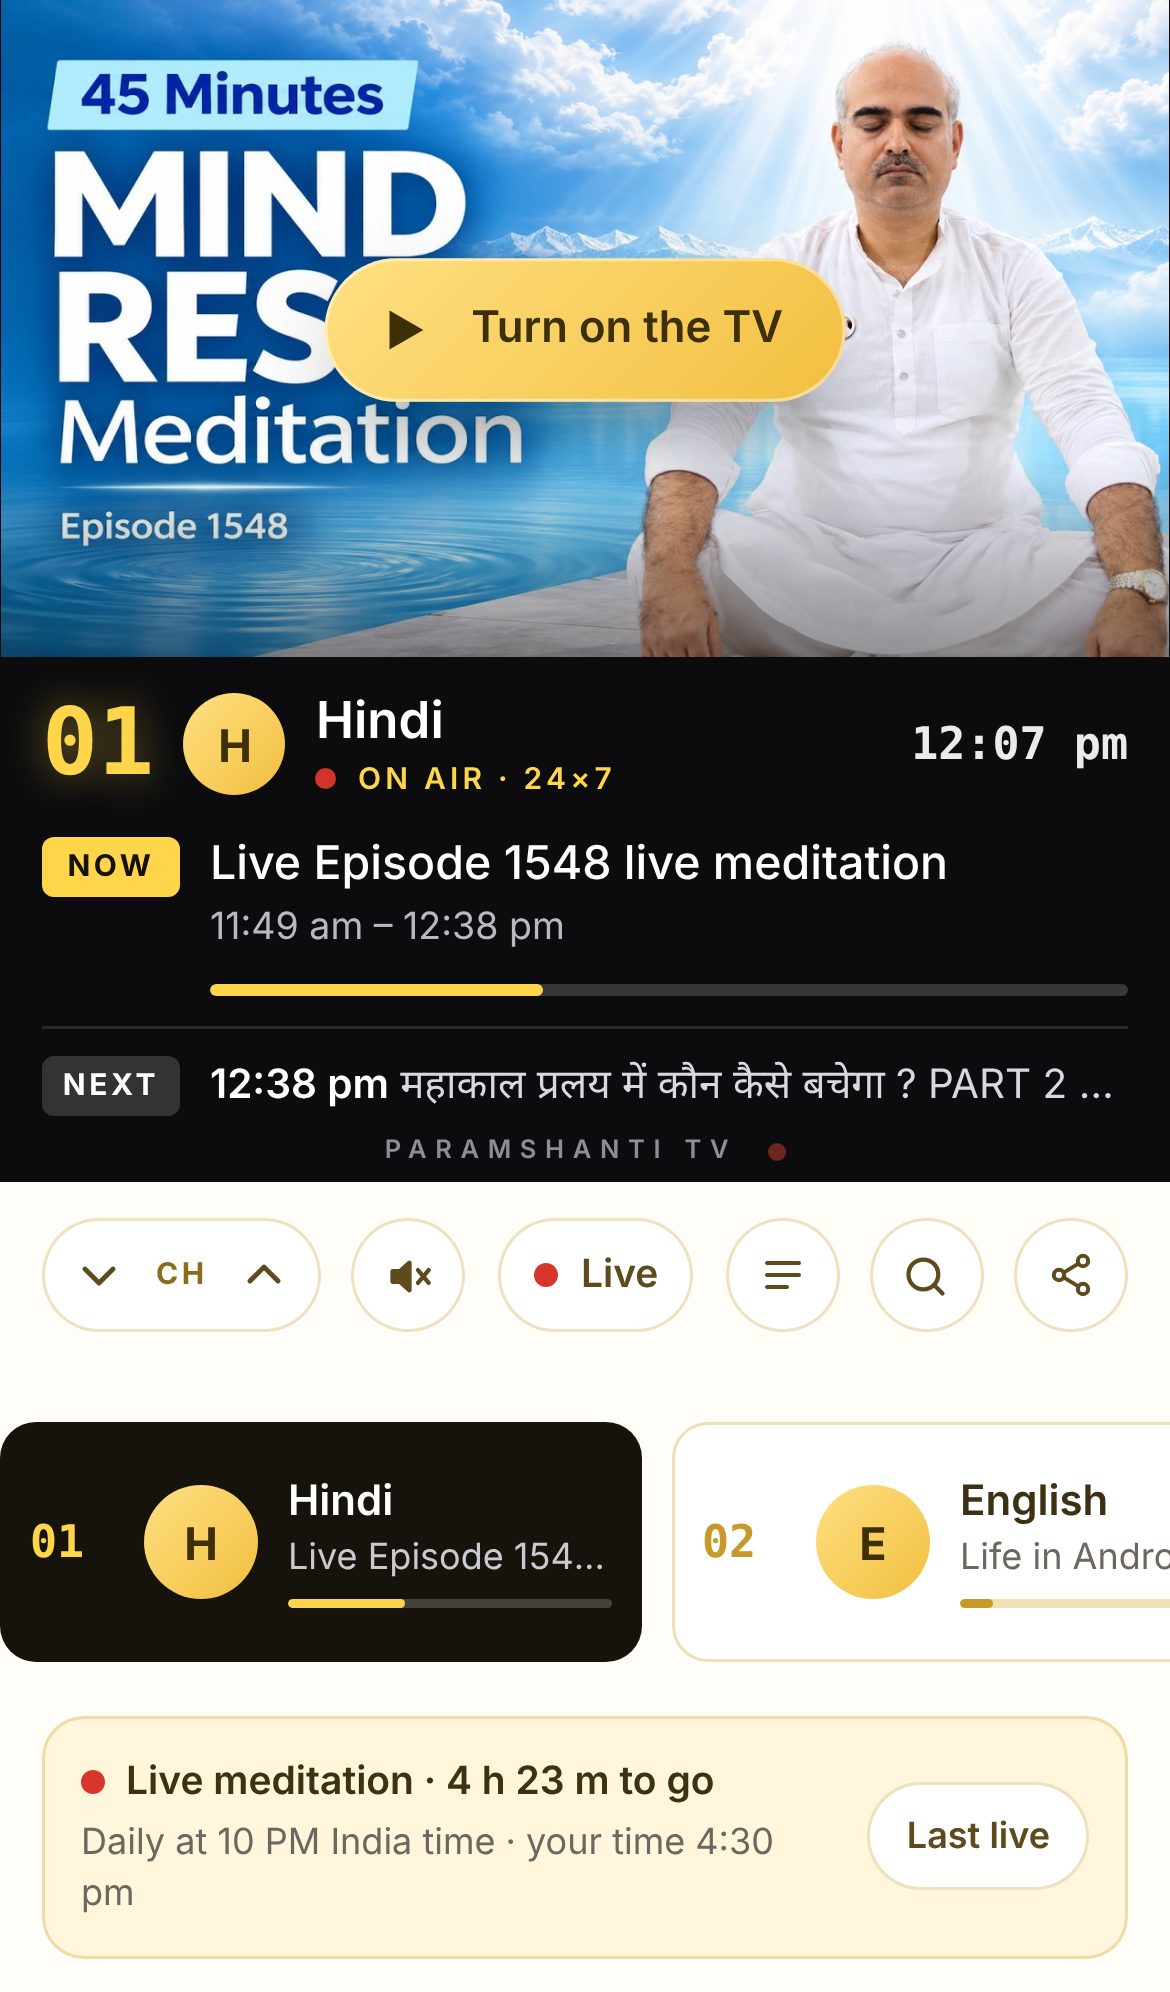 45 Minutes
MIND
RES
Meditation
Episode 1548
Turn on the TV
01 H Hindi
ON AIR · 24×7
12:07 pm
NOW Live Episode 1548 live meditation
11:49 am – 12:38 pm
NEXT 12:38 pm महाकाल प्रलय में कौन कैसे बचेगा ? PART 2 ...
PARAMSHANTI TV
CH
Live
01 H Hindi
Live Episode 154...
02 E English
Life in Andro
Live meditation · 4 h 23 m to go
Daily at 10 PM India time · your time 4:30
pm
Last live